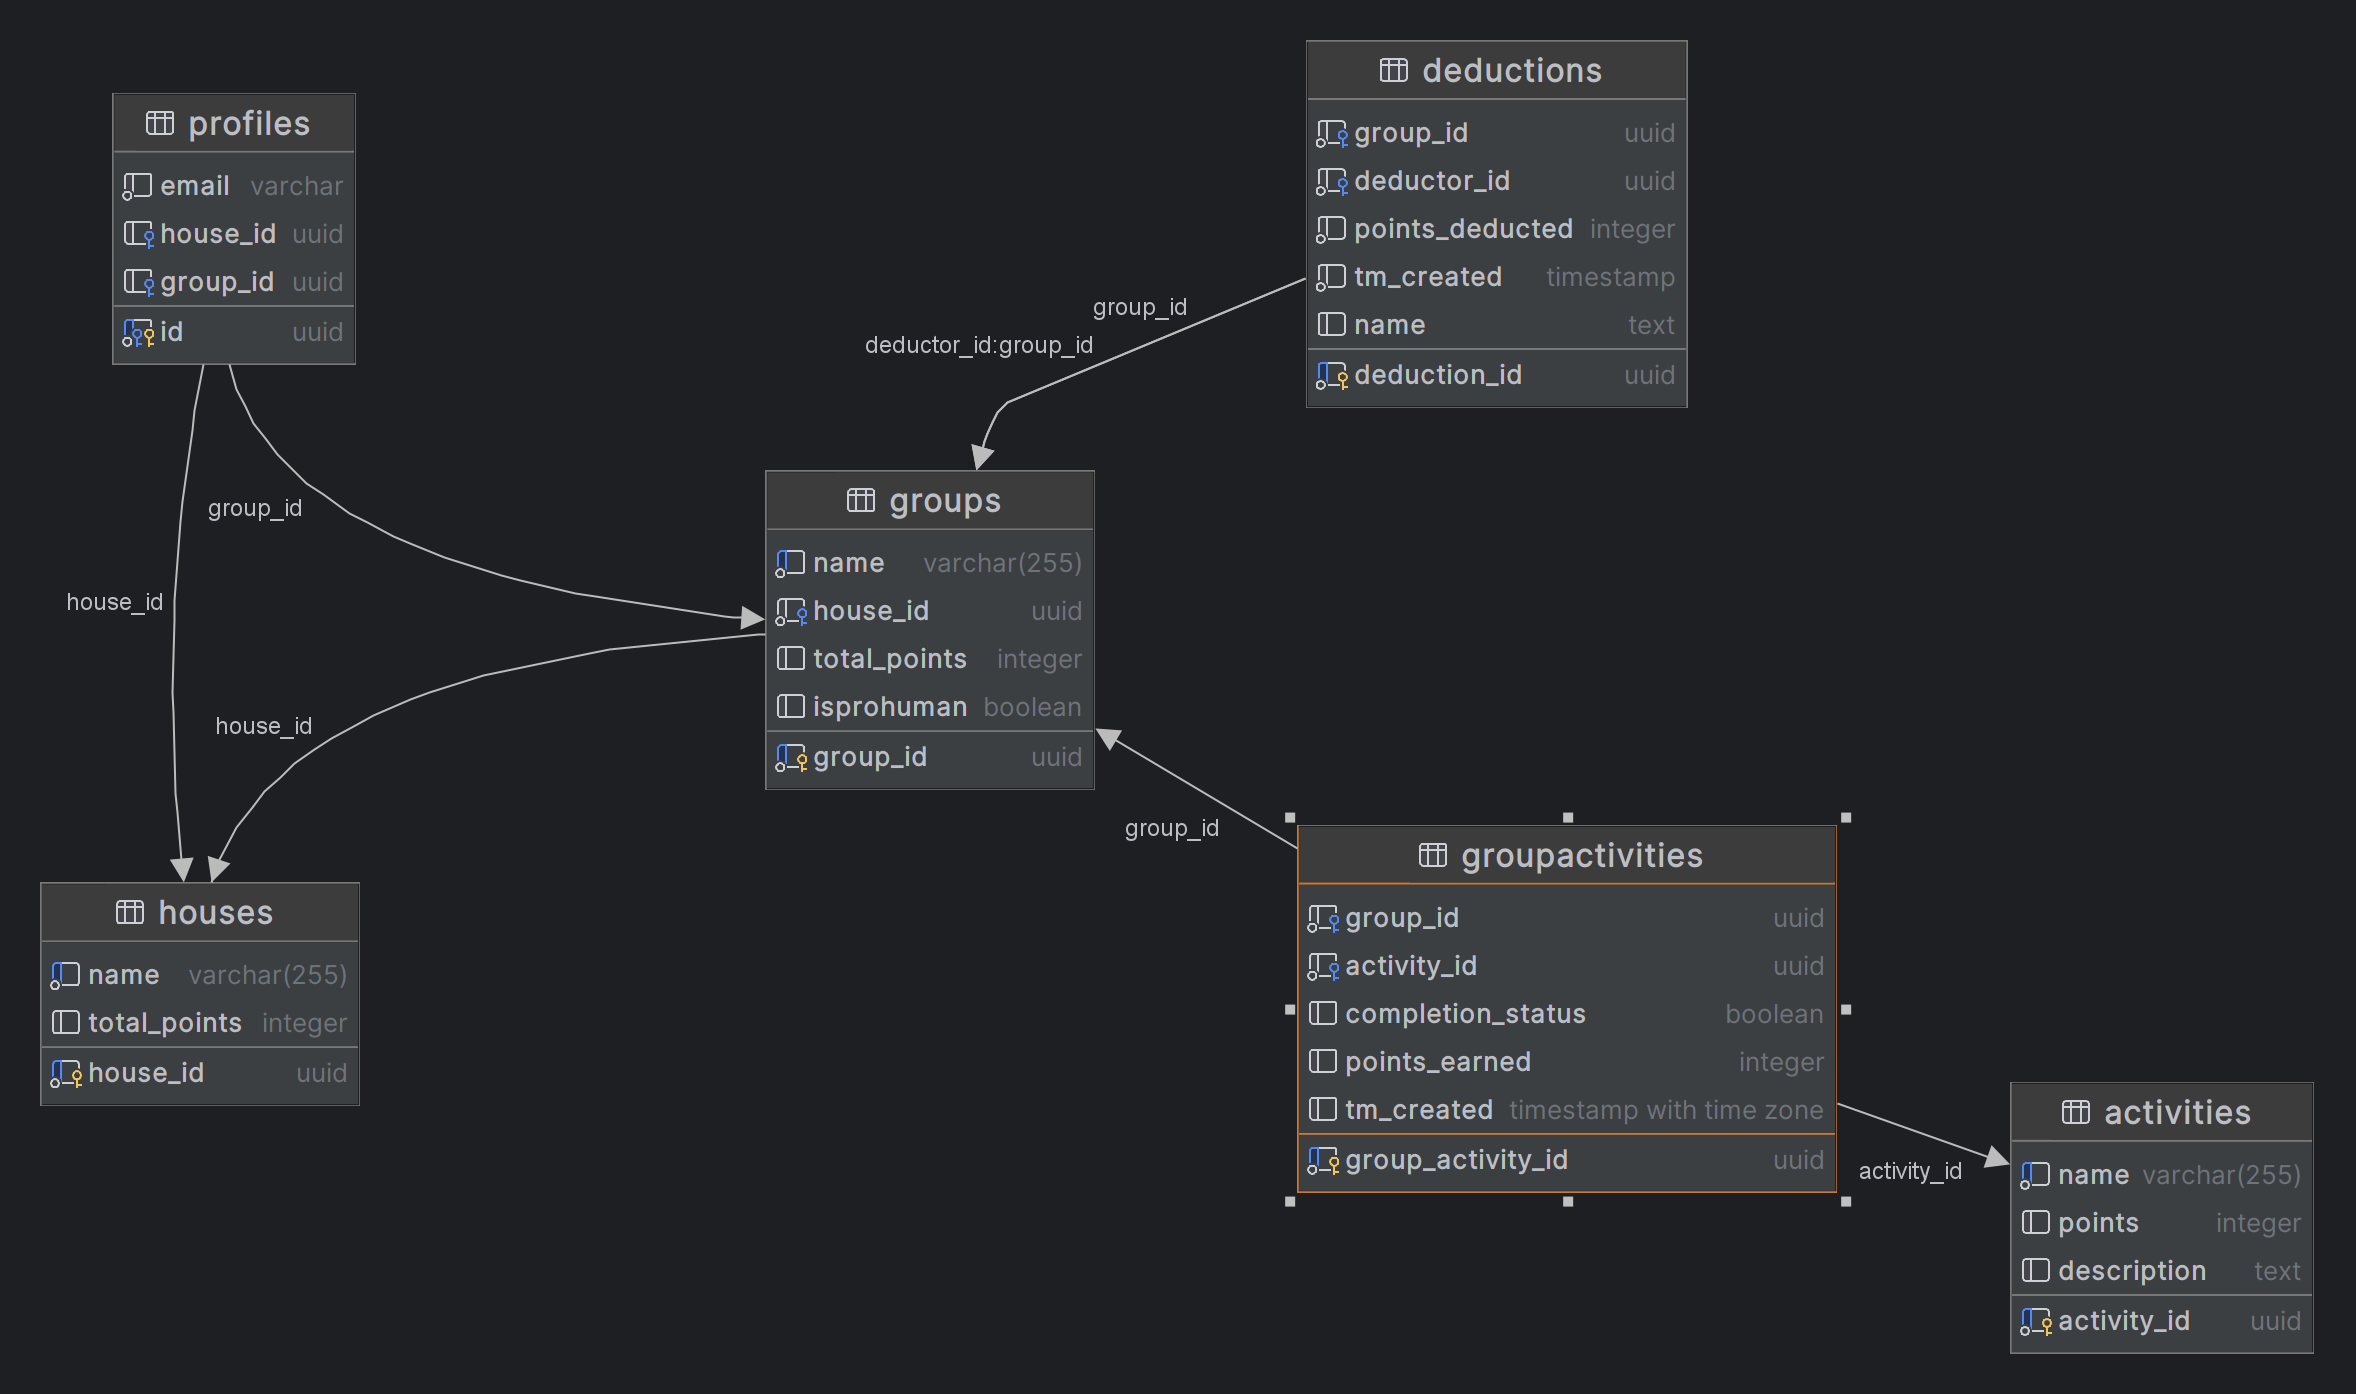 profiles
email varchar
house_id uuid
group_id uuid
id uuid
deductions
group_id uuid
deductor_id uuid
points_deducted integer
tm_created timestamp
name text
deduction_id uuid
group_id
deductor_id:group_id
group_id
house_id
house_id
groups
name varchar(255)
house_id uuid
total_points integer
isprohuman boolean
group_id uuid
group_id
houses
name varchar(255)
total_points integer
house_id uuid
groupactivities
group_id uuid
activity_id uuid
completion_status boolean
points_earned integer
tm_created timestamp with time zone
group_activity_id uuid
activity_id
activities
name varchar(255)
points integer
description text
activity_id uuid